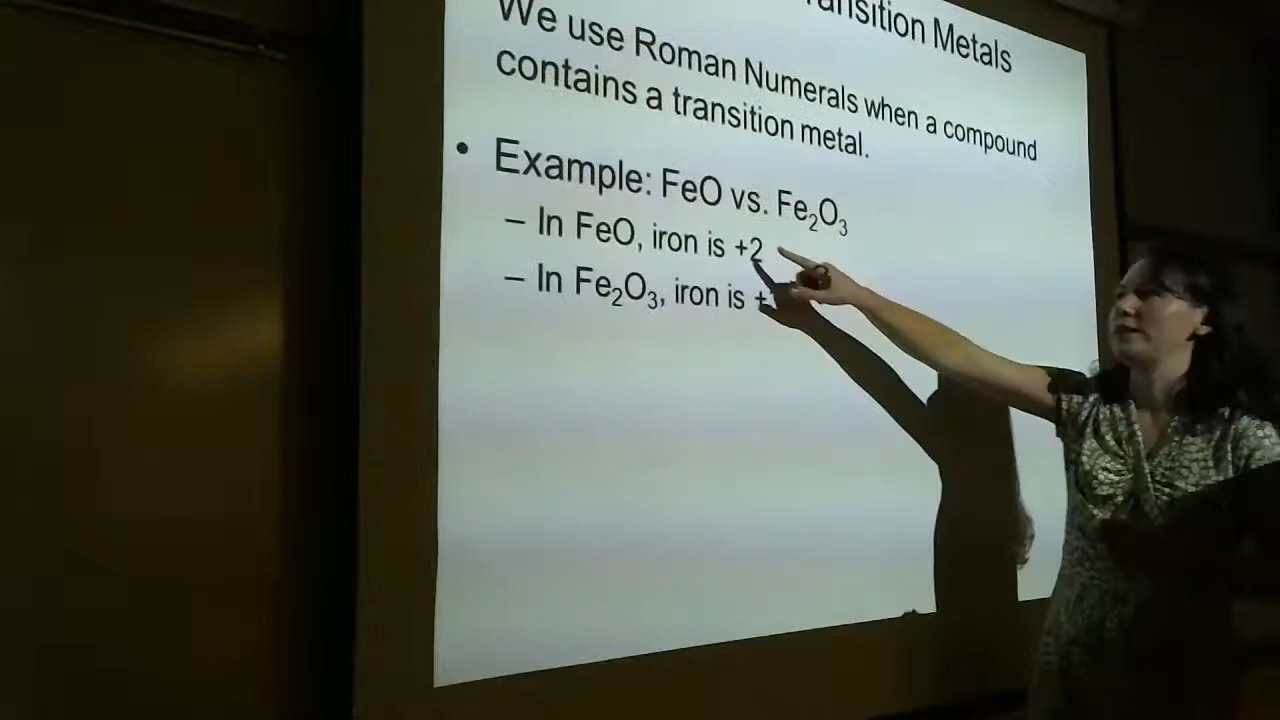 Transition Metals
We use Roman Numerals when a compound
contains a transition metal.
• Example: FeO vs. Fe₂O₃
– In FeO, iron is +2
– In Fe₂O₃, iron is +